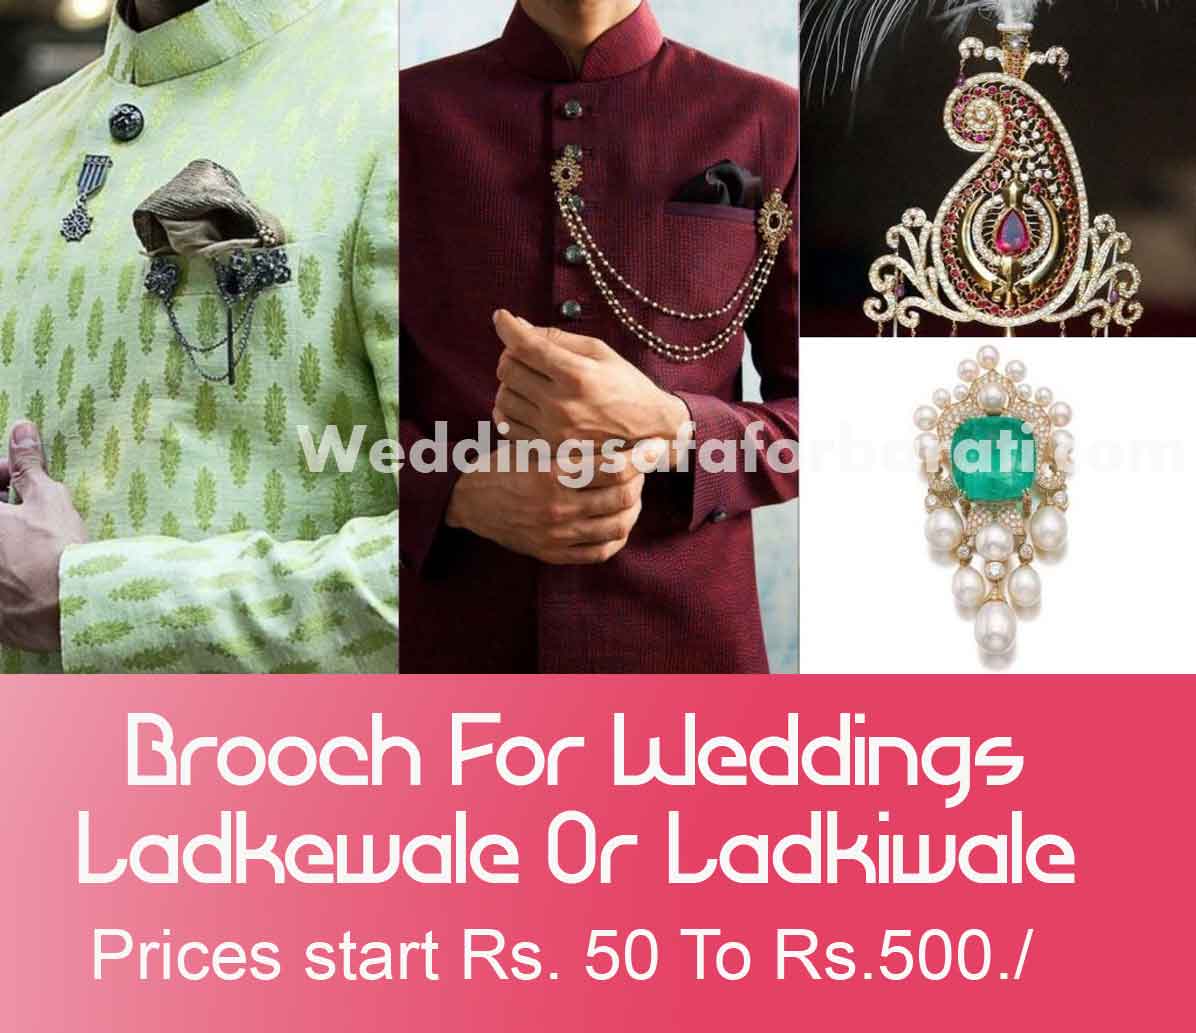 Weddingsafaforbarati.com
Brooch For Weddings
Ladkewale Or Ladkiwale
Prices start Rs. 50 To Rs.500./